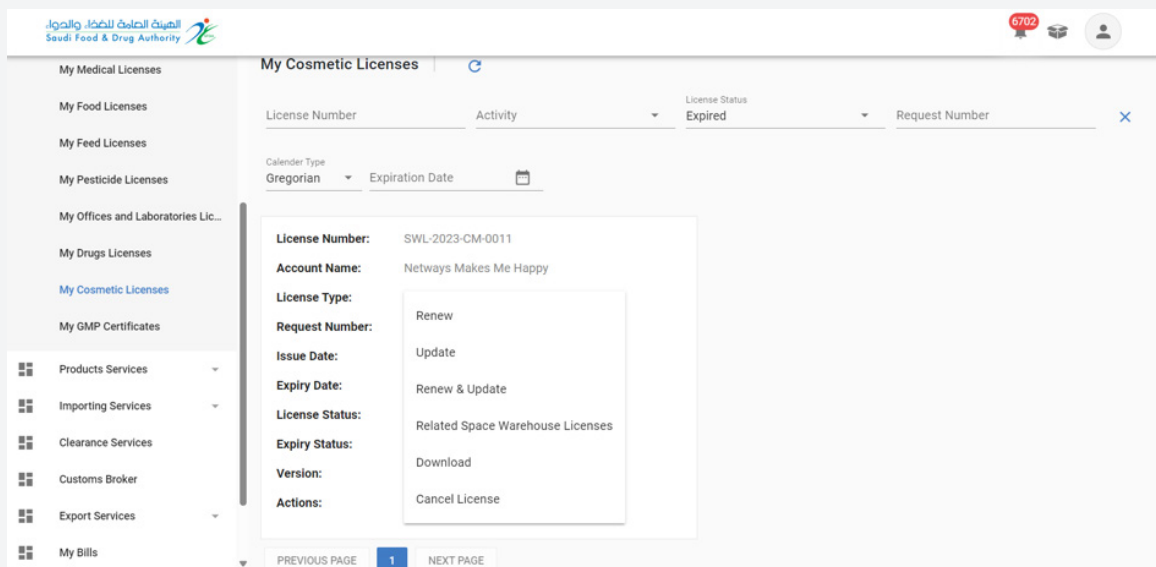 الهيئة العامة للغذاء والدواء
Saudi Food & Drug Authority
6702
My Medical Licenses
My Food Licenses
My Feed Licenses
My Pesticide Licenses
My Offices and Laboratories Lic...
My Drugs Licenses
My Cosmetic Licenses
My GMP Certificates
Products Services
Importing Services
Clearance Services
Customs Broker
Export Services
My Bills
My Cosmetic Licenses
License Number
Activity
License Status
Expired
Request Number
Calender Type
Gregorian
Expiration Date
License Number: SWL-2023-CM-0011
Account Name: Netways Makes Me Happy
License Type:
Request Number:
Issue Date:
Expiry Date:
License Status:
Expiry Status:
Version:
Actions:
Renew
Update
Renew & Update
Related Space Warehouse Licenses
Download
Cancel License
PREVIOUS PAGE 1 NEXT PAGE